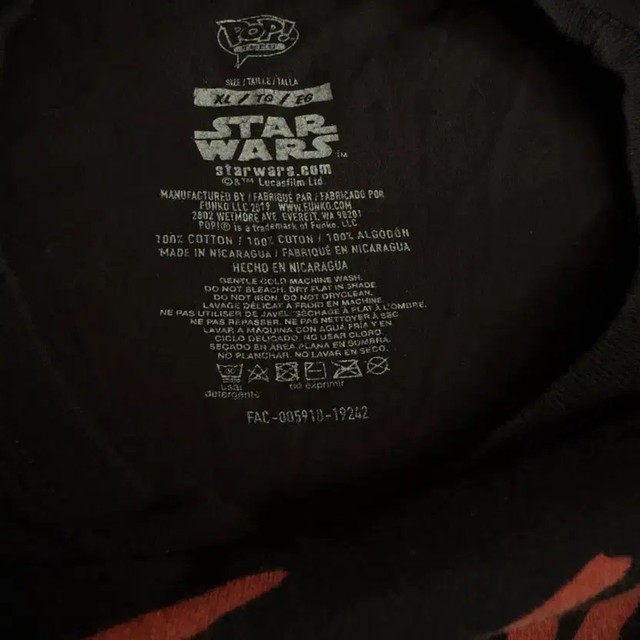 POP!
TEES
SIZE / TAILLE / TALLA
XL / TG / EG
STAR
WARS™
starwars.com
©&™ Lucasfilm Ltd.
MANUFACTURED BY / FABRIQUÉ PAR / FABRICADO POR
FUNKO LLC 2019 WWW.FUNKO.COM
2802 WETMORE AVE EVERETT, WA 98201
POP!® is a trademark of Funko, LLC
100% COTTON / 100% COTON / 100% ALGODÓN
MADE IN NICARAGUA / FABRIQUÉ EN NICARAGUA
HECHO EN NICARAGUA
GENTLE COLD MACHINE WASH.
DO NOT BLEACH. DRY FLAT IN SHADE
DO NOT IRON. DO NOT DRYCLEAN.
LAVAGE DÉLICAT A FROID EN MACHINE.
NE PAS UTILISER DE JAVEL. SÉCHAGE À PLAT À L'OMBRE.
NE PAS REPASSER. NE PAS NETTOYER À SEC
LAVAR A MAQUINA CON AGUA FRIA Y EN
CICLO DELICADO. NO USAR CLORO.
SECADO EN AREA PLANA EN SOMBRA.
NO PLANCHAR. NO LAVAR EN SECO.
usar
detergente
no exprimir
FAC-005910-19242